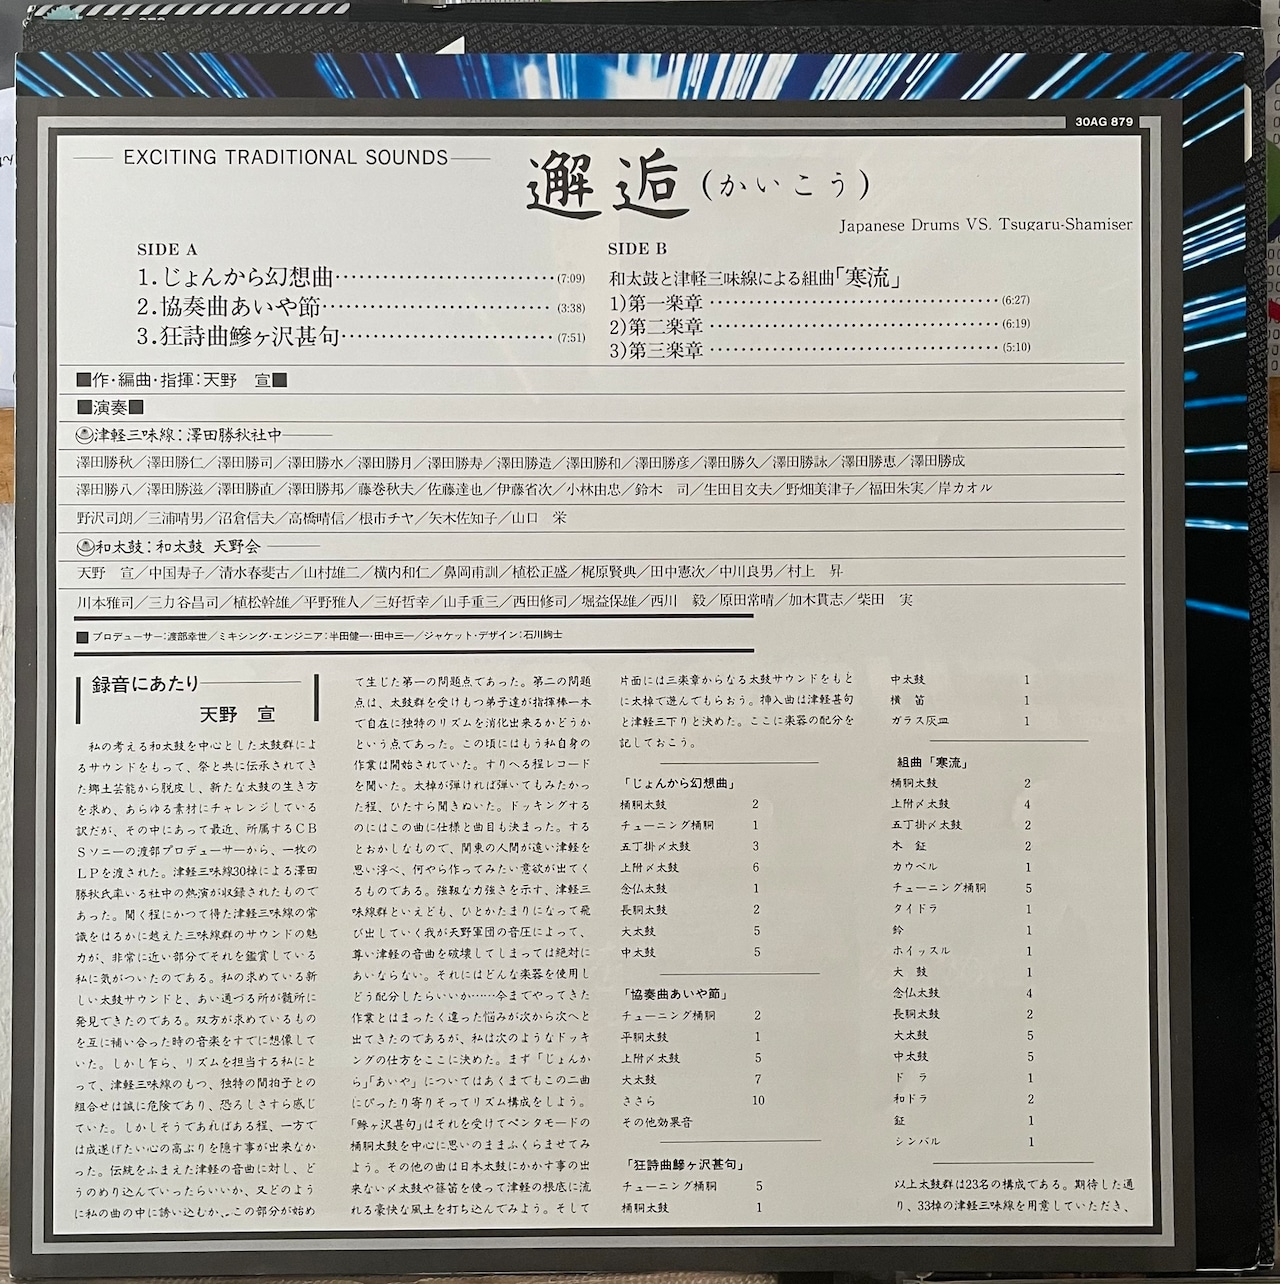 30AG 879
EXCITING TRADITIONAL SOUNDS
邂逅(かいこう)
Japanese Drums VS. Tsugaru-Shamiser
SIDE A
1.じょんから幻想曲(7:09)
2.協奏曲あいや節(3:38)
3.狂詩曲鰺ヶ沢甚句(7:51)
SIDE B
和太鼓と津軽三味線による組曲「寒流」
1)第一楽章(6:27)
2)第二楽章(6:19)
3)第三楽章(5:10)
■作・編曲・指揮:天野 宣■
■演奏■
津軽三味線:澤田勝秋社中
澤田勝秋/澤田勝仁/澤田勝司/澤田勝水/澤田勝月/澤田勝寿/澤田勝造/澤田勝和/澤田勝彦/澤田勝久/澤田勝詠/澤田勝恵/澤田勝成
澤田勝八/澤田勝滋/澤田勝直/澤田勝邦/藤巻秋夫/佐藤達也/伊藤省次/小林由忠/鈴木 司/生田目文夫/野畑美津子/福田朱実/岸カオル
野沢司朗/三浦晴男/沼倉信夫/高橋晴信/根市チヤ/矢木佐知子/山口 栄
和太鼓:和太鼓 天野会
天野 宣/中国寿子/清水春斐古/山村雄二/横内和仁/鼻岡甫訓/植松正盛/梶原賢典/田中憲次/中川良男/村上 昇
川本雅司/三力谷昌司/植松幹雄/平野雅人/三好哲幸/山手重三/西田修司/堀益保雄/西川 毅/原田常晴/加木貫志/柴田 実
■プロデューサー:渡部幸世/ミキシング・エンジニア:半田健一・田中三一/ジャケット・デザイン:石川絢士
録音にあたり
天野 宣
私の考える和太鼓を中心とした太鼓群によ
るサウンドをもって、祭と共に伝承されてき
た郷土芸能から脱皮し、新たな太鼓の生き方
を求め、あらゆる素材にチャレンジしている
訳だが、その中にあって最近、所属するCB
Sソニーの渡部プロデューサーから、一枚の
LPを渡された。津軽三味線30棹による澤田
勝秋氏率いる社中の熱演が収録されたもので
あった。聞く程にかつて得た津軽三味線の常
識をはるかに越えた三味線群のサウンドの魅
力が、非常に近い部分でそれを鑑賞している
私に気がついたのである。私の求めている新
しい太鼓サウンドと、あい通づる所が髄所に
発見できたのである。双方が求めているもの
を互に補い合った時の音楽をすでに想像して
いた。しかし乍ら、リズムを担当する私にと
って、津軽三味線のもつ、独特の間拍子との
組合せは誠に危険であり、恐ろしさすら感じ
ていた。しかしそうであればある程、一方で
は成遂げたい心の高ぶりを隠す事が出来なか
った。伝統をふまえた津軽の音曲に対し、ど
うのめり込んでいったらいいか、又どのよう
に私の曲の中に誘い込むか、この部分が始め
て生じた第一の問題点であった。第二の問題
点は、太鼓群を受けもつ弟子達が指揮棒一本
で自在に独特のリズムを消化出来るかどうか
という点であった。この頃にはもう私自身の
作業は開始されていた。すりへる程レコード
を聞いた。太棹が弾ければ弾いてもみたかっ
た程、ひたすら聞きぬいた。ドッキングする
のにはこの曲に仕様と曲目も決まった。する
とおかしなもので、関東の人間が遠い津軽を
思い浮べ、何やら作ってみたい意欲が出てく
るものである。強靱な力強さを示す、津軽三
味線群といえども、ひとかたまりになって飛
び出していく我が天野軍団の音圧によって、
尊い津軽の音曲を破壊してしまっては絶対に
あいならない。それにはどんな楽器を使用し
どう配分したらいいか……今までやってきた
作業とはまったく違った悩みが次から次へと
出てきたのであるが、私は次のようなドッキ
ングの仕方をここに決めた。まず「じょんか
ら」「あいや」についてはあくまでもこの二曲
にぴったり寄りそってリズム構成をしよう。
「鰺ヶ沢甚句」はそれを受けてペンタモードの
桶胴太鼓を中心に思いのままふくらませてみ
よう。その他の曲は日本太鼓にかかす事の出
来ない〆太鼓や篠笛を使って津軽の根底に流
れる豪快な風土を打ち込んでみよう。そして
片面には三楽章からなる太鼓サウンドをもと
に太棹で遊んでもらおう。挿入曲は津軽甚句
と津軽三下りと決めた。ここに楽器の配分を
記しておこう。
「じょんから幻想曲」
桶胴太鼓 2
チューニング桶胴 1
五丁掛〆太鼓 3
上附〆太鼓 6
念仏太鼓 1
長胴太鼓 2
大太鼓 5
中太鼓 5
「協奏曲あいや節」
チューニング桶胴 2
平胴太鼓 1
上附〆太鼓 5
大太鼓 7
ささら 10
その他効果音
「狂詩曲鰺ヶ沢甚句」
チューニング桶胴 5
桶胴太鼓 1
中太鼓 1
横 笛 1
ガラス灰皿 1
組曲「寒流」
桶胴太鼓 2
上附〆太鼓 4
五丁掛〆太鼓 2
木 鉦 2
カウベル 1
チューニング桶胴 5
タイドラ 1
鈴 1
ホイッスル 1
大 鼓 1
念仏太鼓 4
長胴太鼓 2
大太鼓 5
中太鼓 5
ド ラ 1
和ドラ 2
鉦 1
シンバル 1
以上太鼓群は23名の構成である。期待した通
り、33棹の津軽三味線を用意していただき、